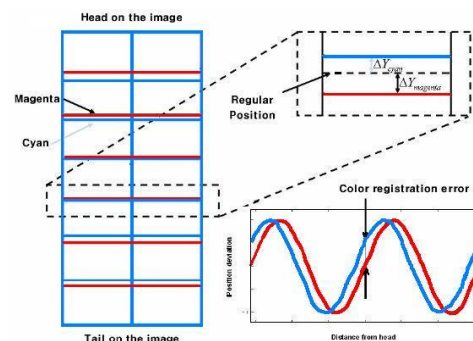 Head on the image
Magenta
Cyan
Tail on the image
ΔY cyan
ΔY magenta
Regular
Position
Color registration error
Position deviation
Distance from head